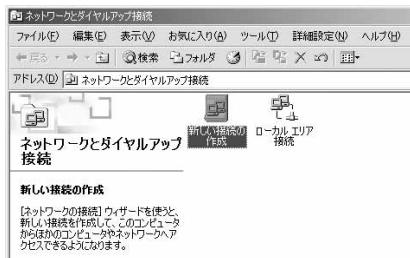 ネットワークとダイヤルアップ接続
ファイル(F) 編集(E) 表示(V) お気に入り(A) ツール(T) 詳細設定(N) ヘルプ(H)
戻る 検索 フォルダ
アドレス(D) ネットワークとダイヤルアップ接続
ネットワークとダイヤルアップ
接続
新しい接続の作成
[ネットワークの接続] ウィザードを使うと、
新しい接続を作成して、このコンピュータ
からほかのコンピュータやネットワークへア
クセスできるようになります。
新しい接続の
作成
ローカル エリア
接続